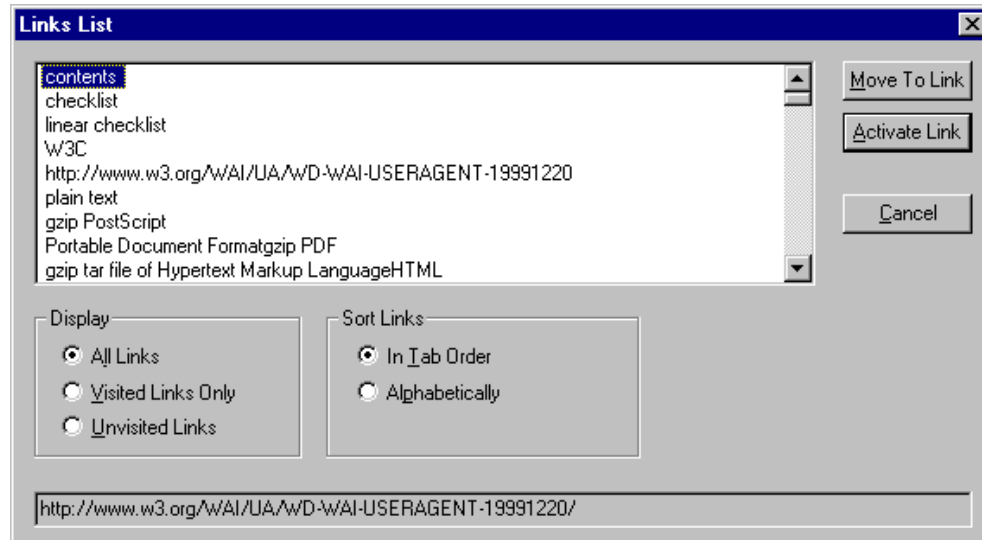 Links List
contents
checklist
linear checklist
W3C
http://www.w3.org/WAI/UA/WD-WAI-USERAGENT-19991220
plain text
gzip PostScript
Portable Document Formatgzip PDF
gzip tar file of Hypertext Markup LanguageHTML
Move To Link
Activate Link
Cancel
Display
All Links
Visited Links Only
Unvisited Links
Sort Links
In Tab Order
Alphabetically
http://www.w3.org/WAI/UA/WD-WAI-USERAGENT-19991220/